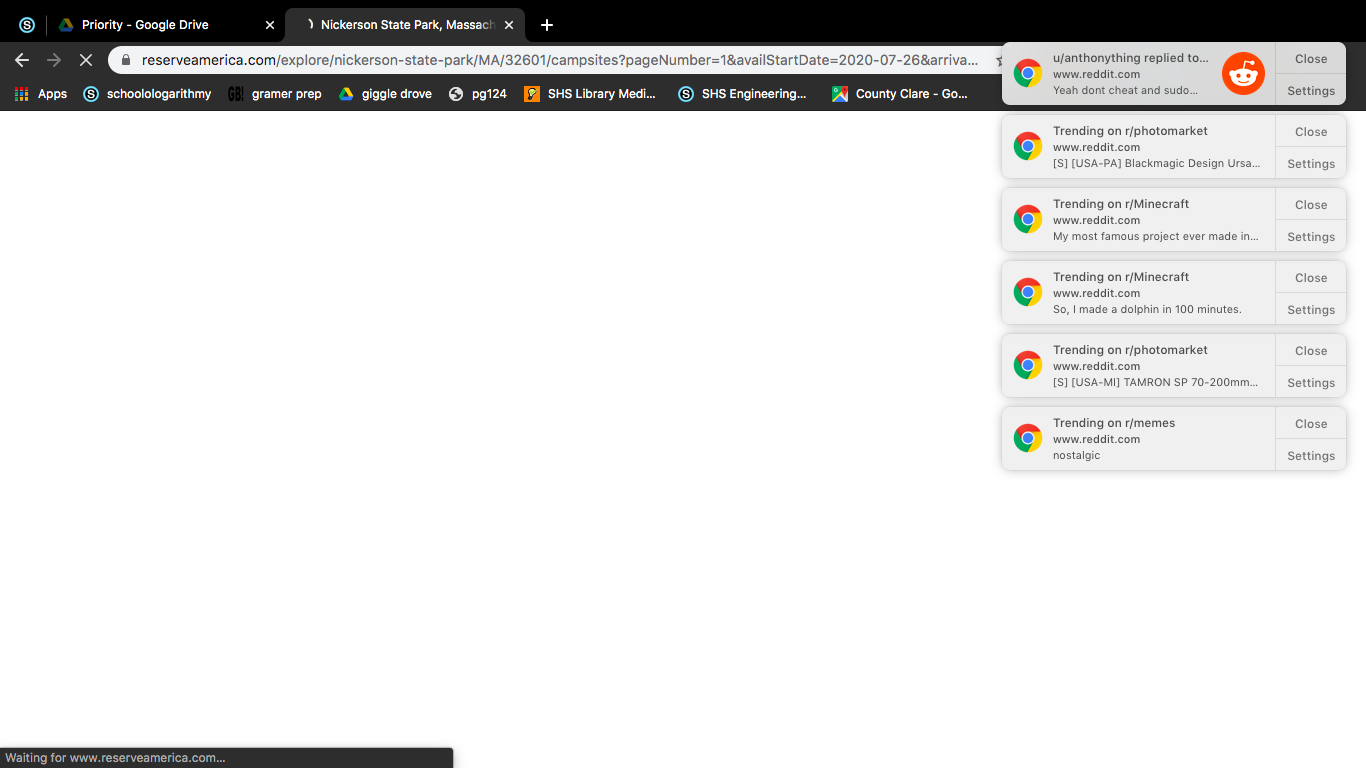 Priority - Google Drive
Nickerson State Park, Massach
reserveamerica.com/explore/nickerson-state-park/MA/32601/campsites?pageNumber=1&availStartDate=2020-07-26&arriva...
Apps
S schoolologarithmy
GB! gramer prep
giggle drove
pg124
SHS Library Medi...
S SHS Engineering...
County Clare - Go...
u/anthonything replied to...
www.reddit.com
Yeah dont cheat and sudo...
Close
Settings
Trending on r/photomarket
www.reddit.com
[S] [USA-PA] Blackmagic Design Ursa...
Close
Settings
Trending on r/Minecraft
www.reddit.com
My most famous project ever made in...
Close
Settings
Trending on r/Minecraft
www.reddit.com
So, I made a dolphin in 100 minutes.
Close
Settings
Trending on r/photomarket
www.reddit.com
[S] [USA-MI] TAMRON SP 70-200mm...
Close
Settings
Trending on r/memes
www.reddit.com
nostalgic
Close
Settings
Waiting for www.reserveamerica.com...